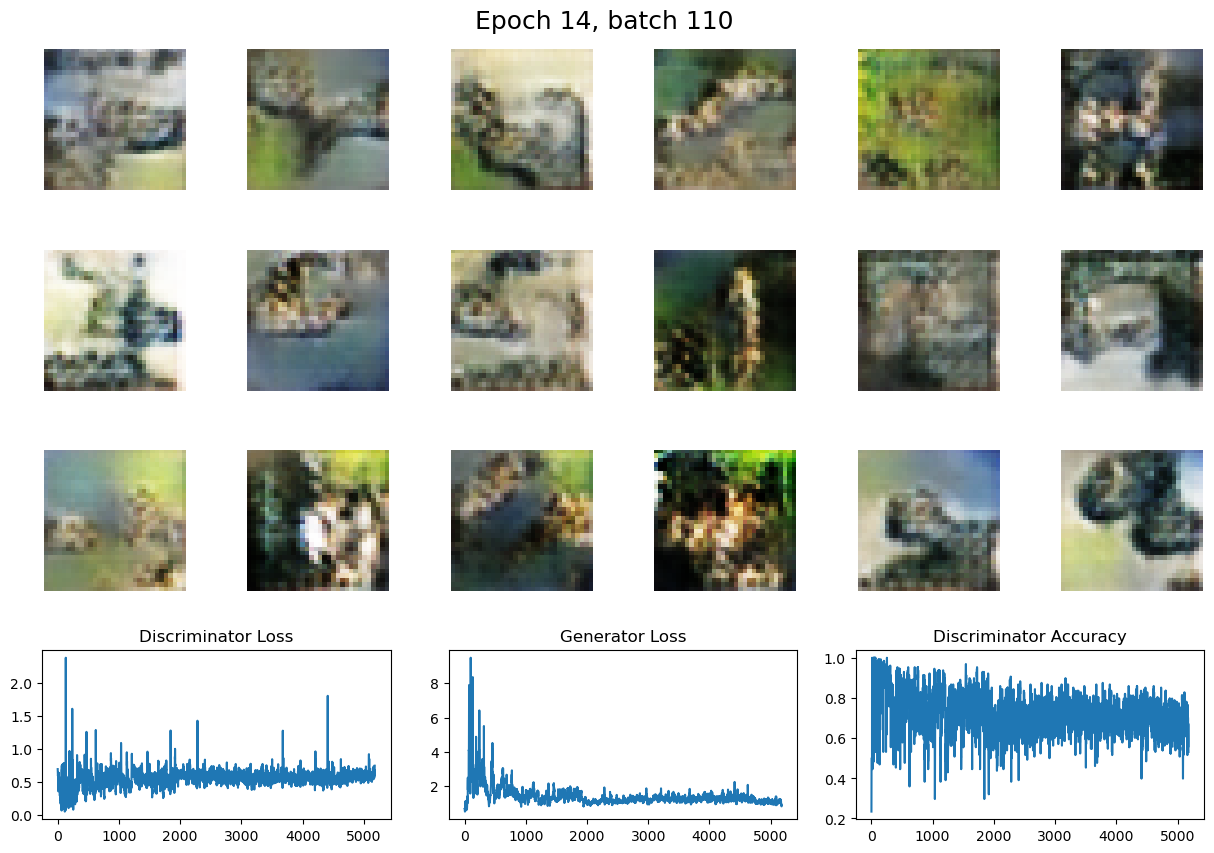 Epoch 14, batch 110
Discriminator Loss
Generator Loss
Discriminator Accuracy
2.0
1.5
1.0
0.5
0.0
0 1000 2000 3000 4000 5000
8
6
4
2
0 1000 2000 3000 4000 5000
1.0
0.8
0.6
0.4
0.2
0 1000 2000 3000 4000 5000